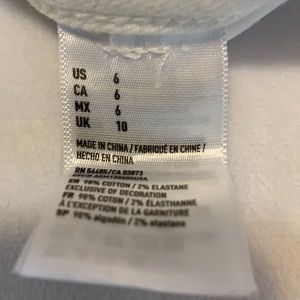 US 6
CA 6
MX 6
UK 10
MADE IN CHINA / FABRIQUÉ EN CHINE /
HECHO EN CHINA
RN 54485/CA 03873
EN 98% COTTON / 2% ELASTANE
EXCLUSIVE OF DECORATION
FR 98% COTON / 2% ÉLASTHANNE
À L'EXCEPTION DE LA GARNITURE
SP 98% algodón / 2% elastane